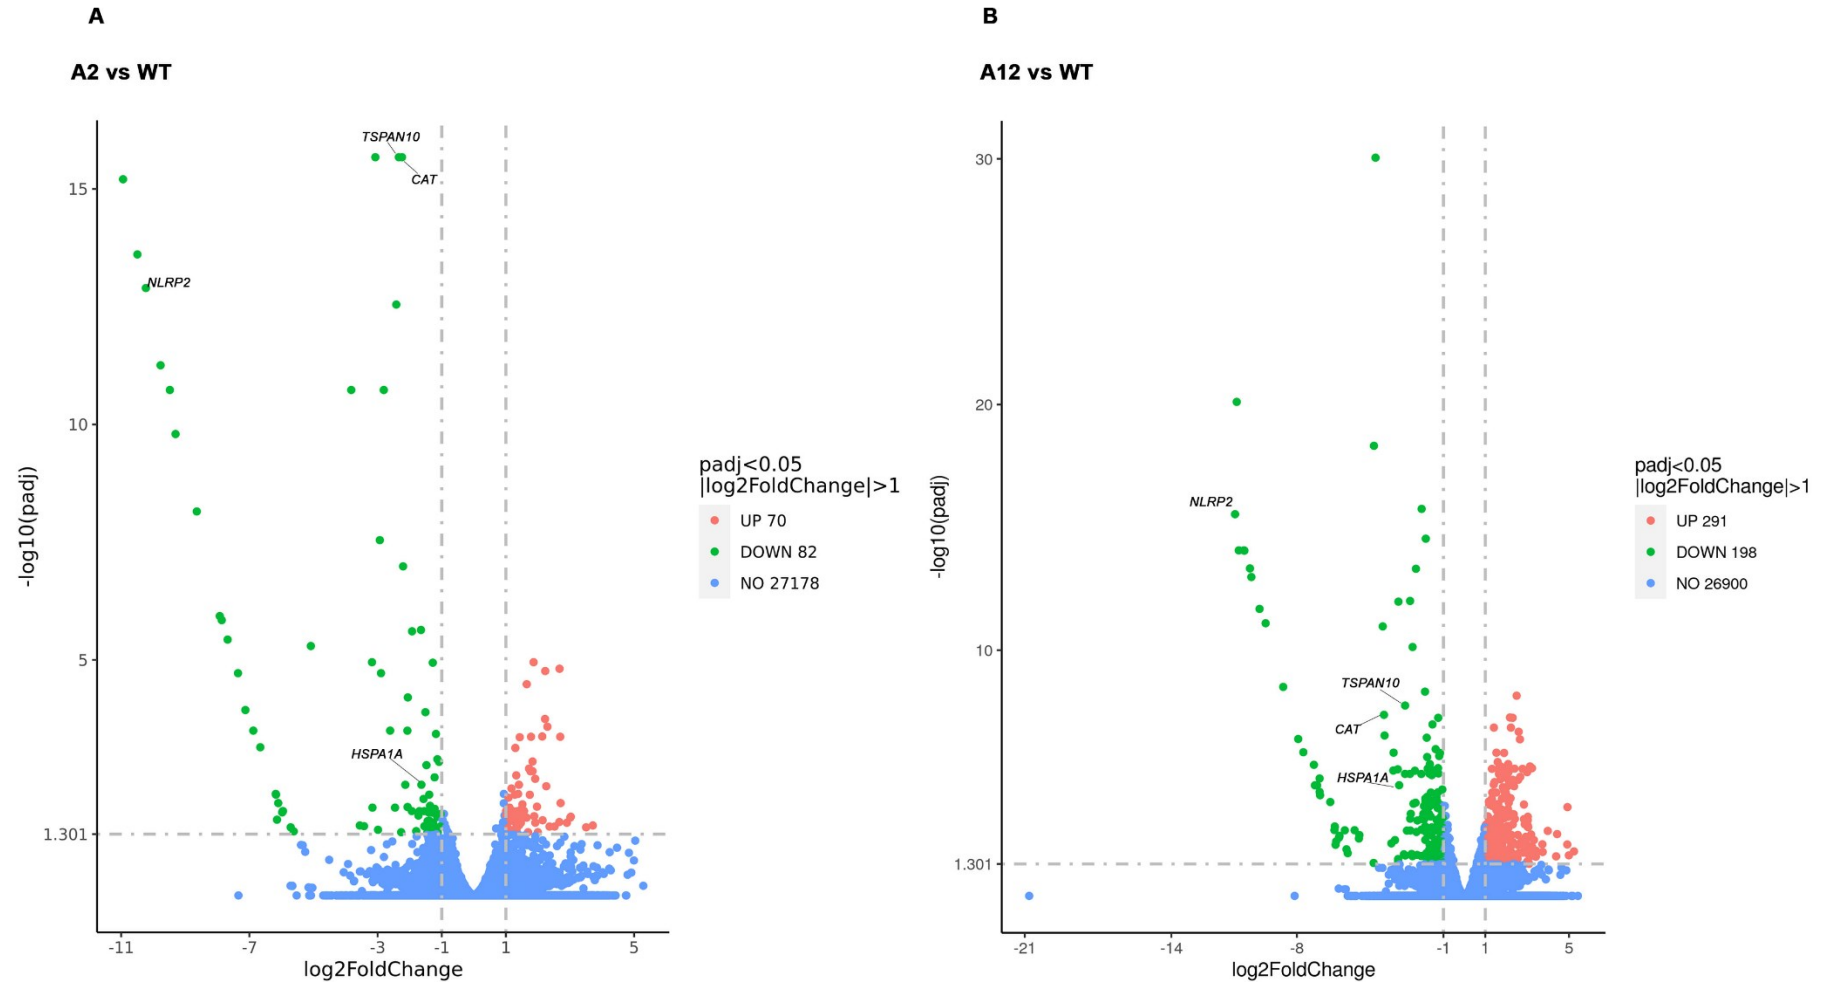 A
A2 vs WT
-log10(padj)
15
10
5
1.301
TSPAN10
CAT
NLRP2
HSPA1A
-11
-7
-3
-1
1
5
log2FoldChange
padj<0.05
|log2FoldChange|>1
UP 70
DOWN 82
NO 27178
B
A12 vs WT
-log10(padj)
30
20
10
1.301
NLRP2
TSPAN10
CAT
HSPA1A
-21
-14
-8
-1
1
5
log2FoldChange
padj<0.05
|log2FoldChange|>1
UP 291
DOWN 198
NO 26900